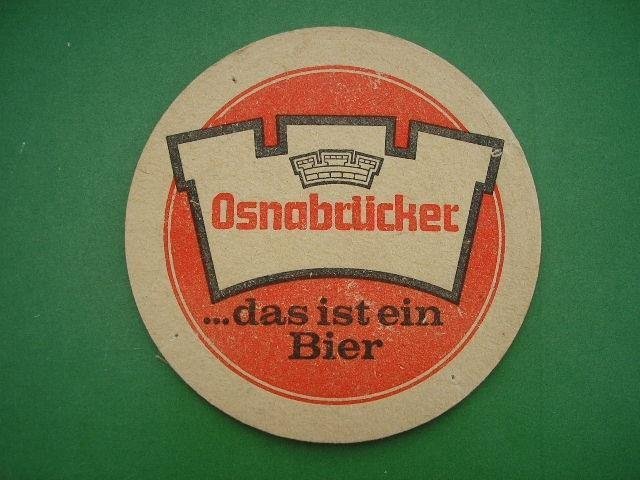 Osnabrücker
...das ist ein
Bier